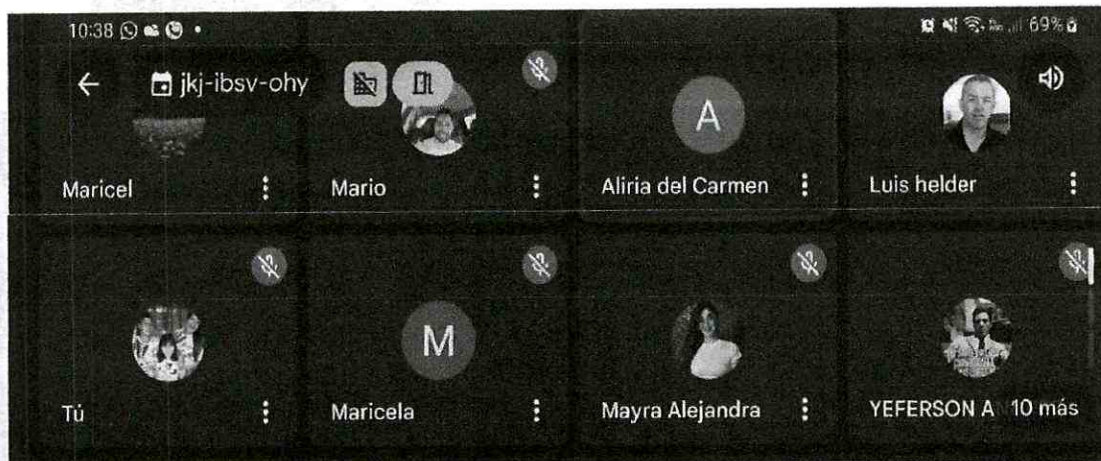 10:38
69%
jkj-ibsv-ohy
A
Maricel
Mario
Aliria del Carmen
Luis helder
M
Tú
Maricela
Mayra Alejandra
YEFERSON A 10 más